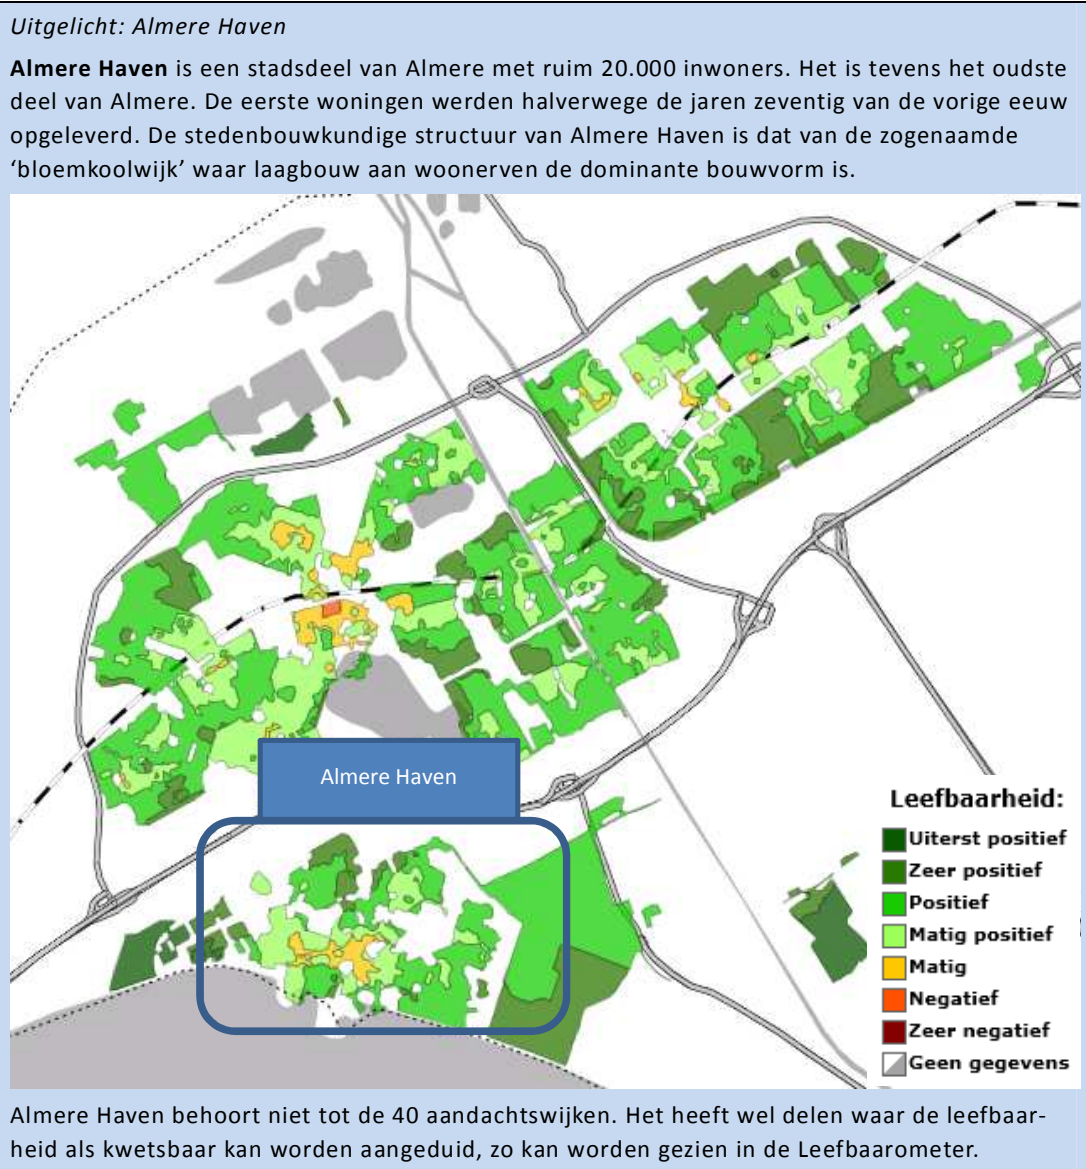 Uitgelicht: Almere Haven
Almere Haven is een stadsdeel van Almere met ruim 20.000 inwoners. Het is tevens het oudste
deel van Almere. De eerste woningen werden halverwege de jaren zeventig van de vorige eeuw
opgeleverd. De stedenbouwkundige structuur van Almere Haven is dat van de zogenaamde
‘bloemkoolwijk’ waar laagbouw aan woonerven de dominante bouwvorm is.
Almere Haven
Leefbaarheid:
Uiterst positief
Zeer positief
Positief
Matig positief
Matig
Negatief
Zeer negatief
Geen gegevens
Almere Haven behoort niet tot de 40 aandachtswijken. Het heeft wel delen waar de leefbaar-
heid als kwetsbaar kan worden aangeduid, zo kan worden gezien in de Leefbaarometer.